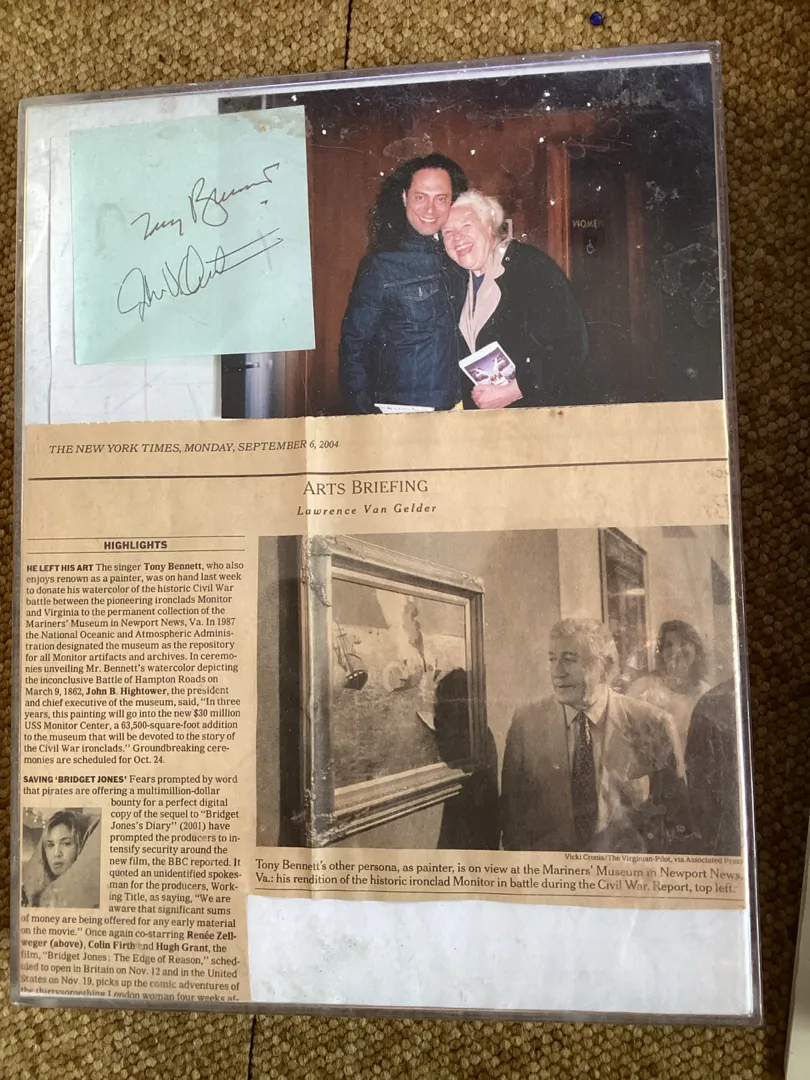 Tony Bennett
WOMEN
THE NEW YORK TIMES, MONDAY, SEPTEMBER 6, 2004
ARTS BRIEFING
Lawrence Van Gelder
HIGHLIGHTS
HE LEFT HIS ART The singer Tony Bennett, who also
enjoys renown as a painter, was on hand last week
to donate his watercolor of the historic Civil War
battle between the pioneering ironclads Monitor
and Virginia to the permanent collection of the
Mariners' Museum in Newport News, Va. In 1987
the National Oceanic and Atmospheric Adminis-
tration designated the museum as the repository
for all Monitor artifacts and archives. In ceremo-
nies unveiling Mr. Bennett's watercolor depicting
the inconclusive Battle of Hampton Roads on
March 9, 1862, John B. Hightower, the president
and chief executive of the museum, said, "In three
years, this painting will go into the new $30 million
USS Monitor Center, a 63,500-square-foot addition
to the museum that will be devoted to the story of
the Civil War ironclads." Groundbreaking cere-
monies are scheduled for Oct. 24.
SAVING 'BRIDGET JONES' Fears prompted by word
that pirates are offering a multimillion-dollar
bounty for a perfect digital
copy of the sequel to "Bridget
Jones's Diary" (2001) have
prompted the producers to in-
tensify security around the
new film, the BBC reported. It
quoted an unidentified spokes-
man for the producers, Work-
ing Title, as saying, "We are
aware that significant sums
of money are being offered for any early material
on the movie." Once again co-starring Renée Zell-
weger (above), Colin Firth and Hugh Grant, the
film, "Bridget Jones: The Edge of Reason," sched-
uled to open in Britain on Nov. 12 and in the United
States on Nov. 19, picks up the comic adventures of
the thirtysomething London woman four weeks af-
Vicki Cronis/The Virginian-Pilot, via Associated Press
Tony Bennett's other persona, as painter, is on view at the Mariners' Museum in Newport News,
Va.: his rendition of the historic ironclad Monitor in battle during the Civil War. Report, top left.